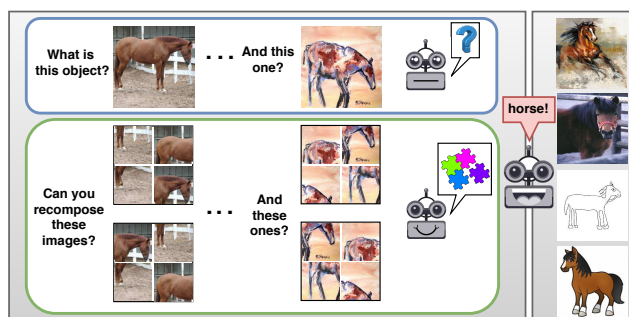 What is
this object?
. . .
And this
one?
?
horse!
Can you
recompose
these
images?
. . .
And
these
ones?